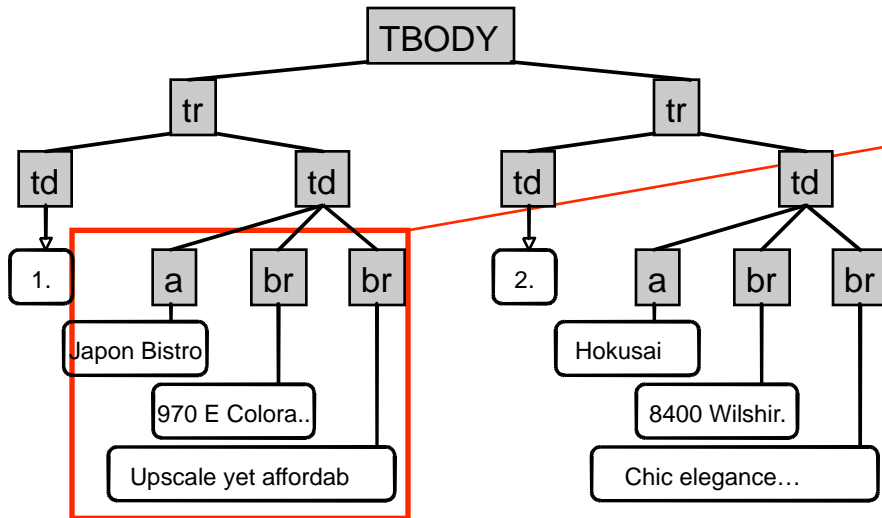 TBODY
tr tr
td td td td
1. a br br 2. a br br
Japon Bistro Hokusai
970 E Colora.. 8400 Wilshir.
Upscale yet affordab Chic elegance…